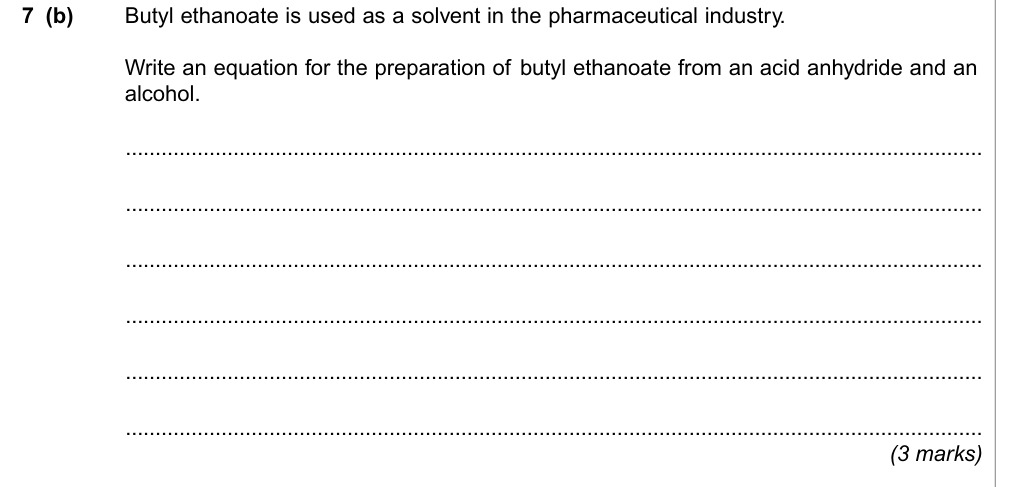 7 (b) Butyl ethanoate is used as a solvent in the pharmaceutical industry.
Write an equation for the preparation of butyl ethanoate from an acid anhydride and an
alcohol.
(3 marks)